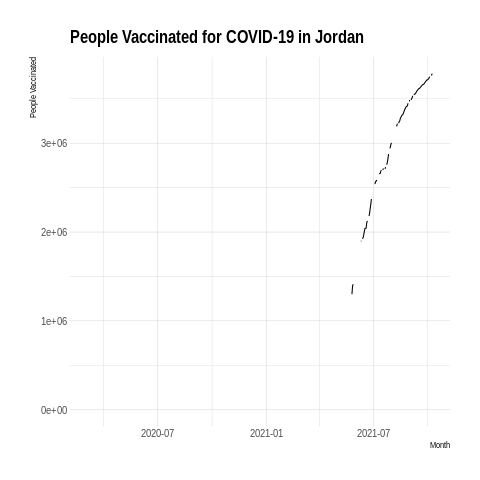 People Vaccinated for COVID-19 in Jordan
People Vaccinated
3e+06
2e+06
1e+06
0e+00
2020-07
2021-01
2021-07
Month